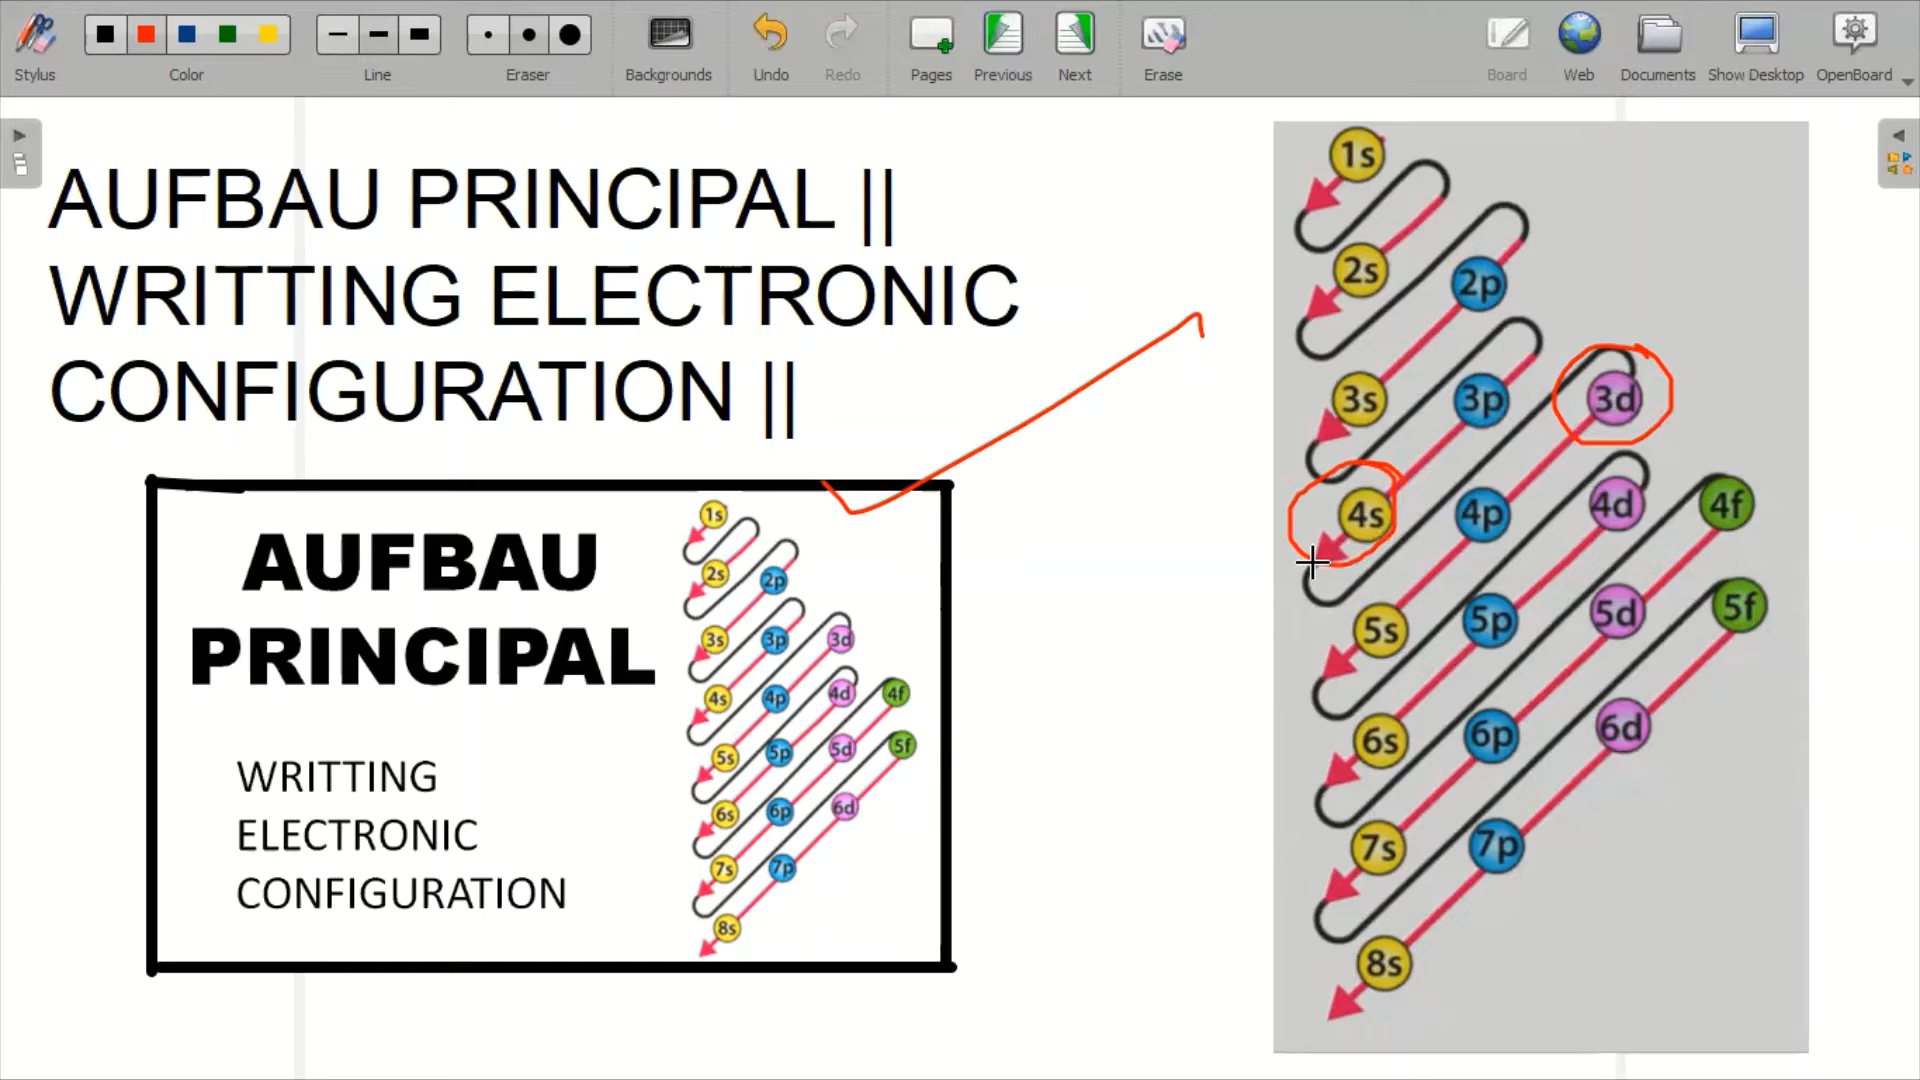 Stylus
Color
Line
Eraser
Backgrounds
Undo
Redo
Pages
Previous
Next
Erase
Board
Web
Documents
Show Desktop
OpenBoard
AUFBAU PRINCIPAL ||
WRITTING ELECTRONIC
CONFIGURATION ||
AUFBAU
PRINCIPAL
WRITTING
ELECTRONIC
CONFIGURATION
1s
2s 2p
3s 3p 3d
4s 4p 4d 4f
5s 5p 5d 5f
6s 6p 6d
7s 7p
8s
1s
2s 2p
3s 3p 3d
4s 4p 4d 4f
5s 5p 5d 5f
6s 6p 6d
7s 7p
8s